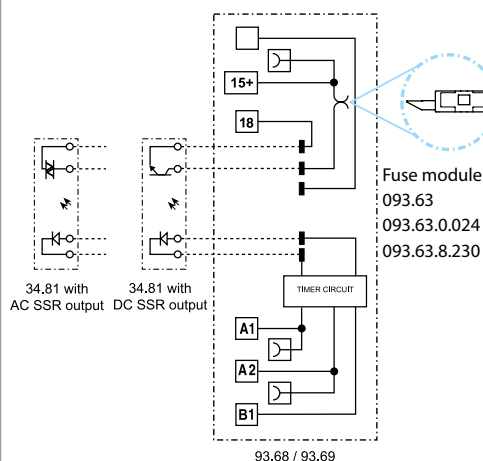 15+
18
Fuse module
093.63
093.63.0.024
093.63.8.230
34.81 with
AC SSR output
34.81 with
DC SSR output
TIMER CIRCUIT
A1
A2
B1
93.68 / 93.69